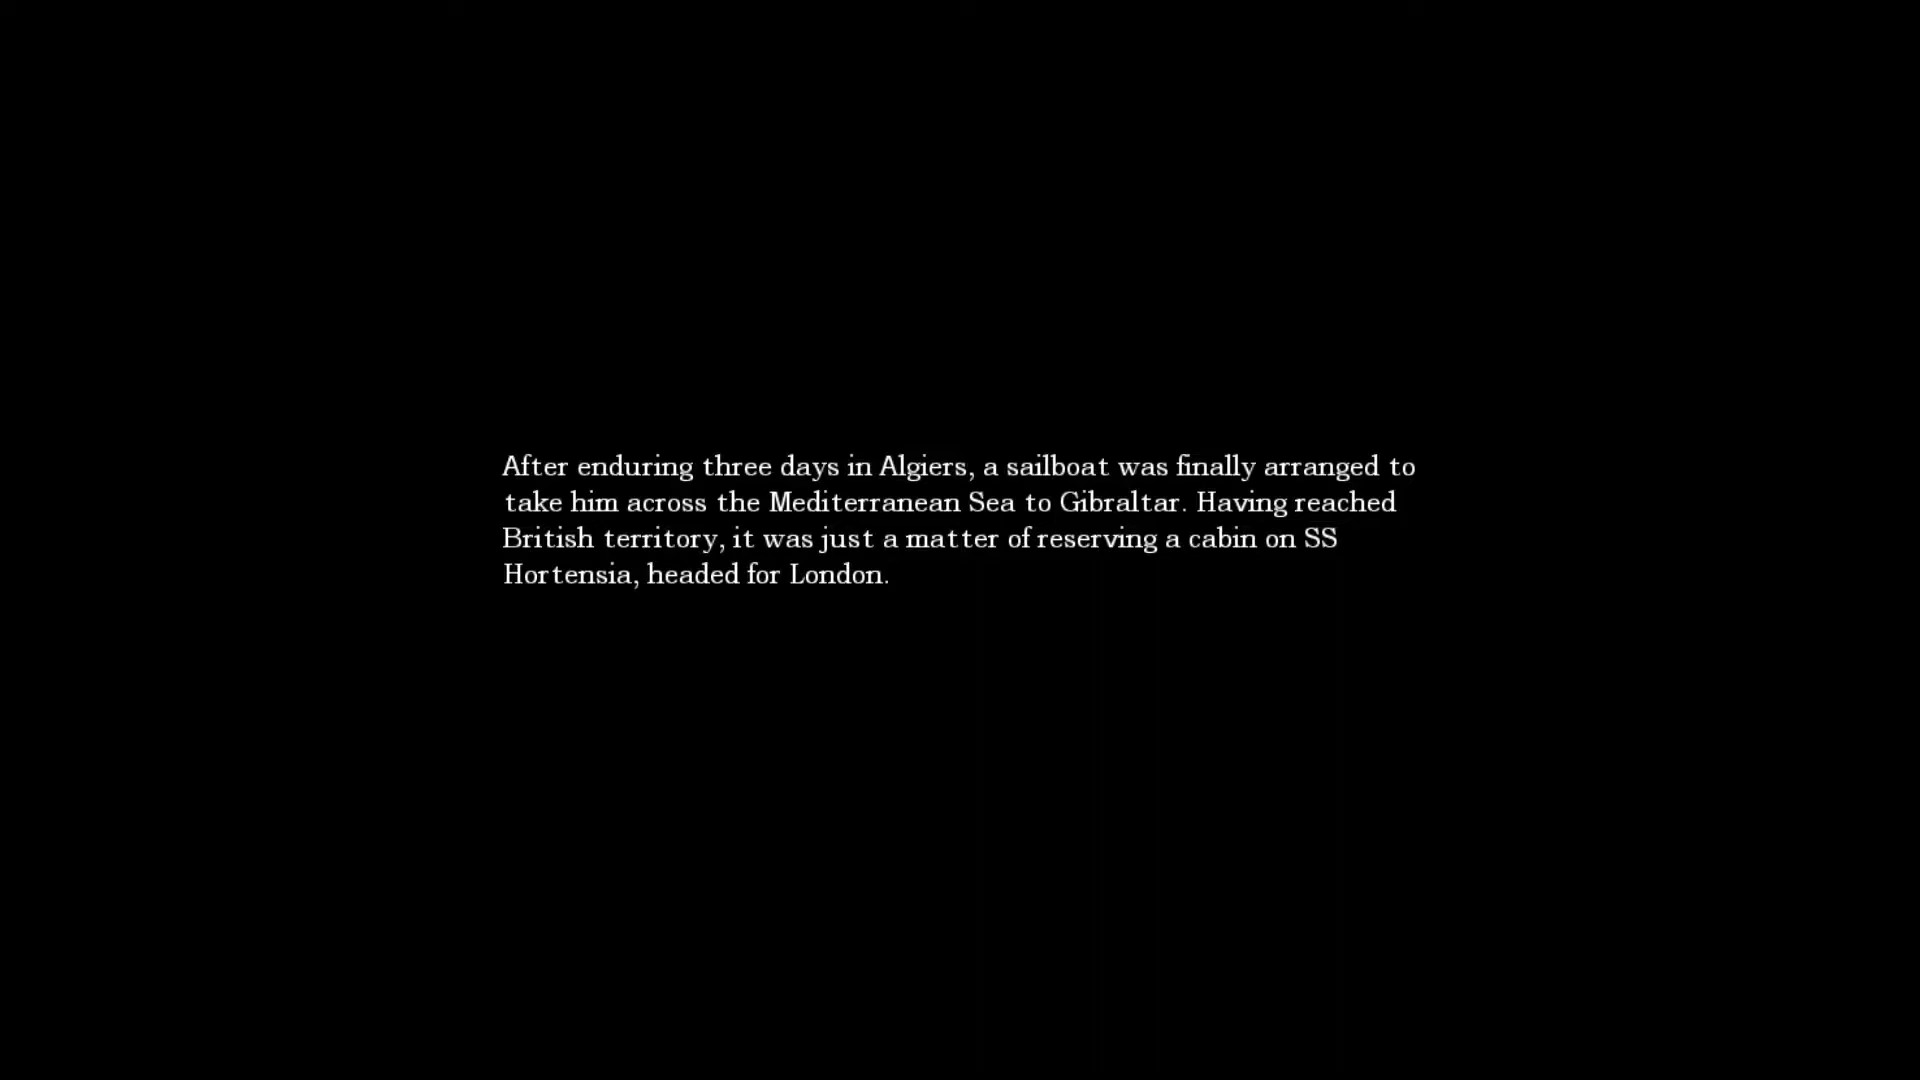 After enduring three days in Algiers, a sailboat was finally arranged to
take him across the Mediterranean Sea to Gibraltar. Having reached
British territory, it was just a matter of reserving a cabin on SS
Hortensia, headed for London.